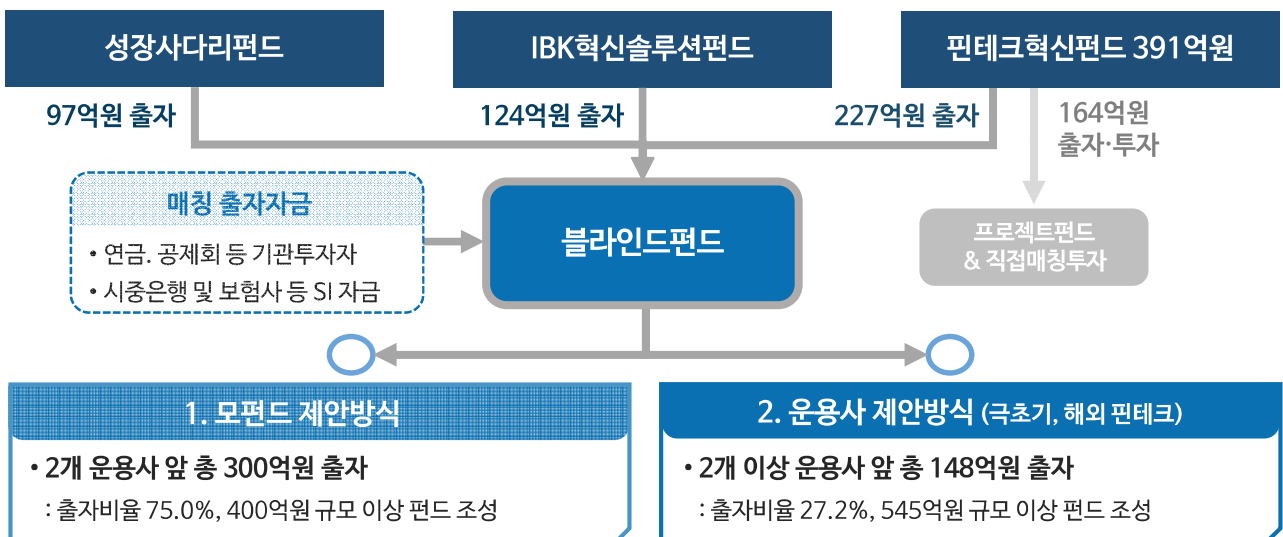 성장사다리펀드
IBK혁신솔루션펀드
핀테크혁신펀드 391억원
97억원 출자
124억원 출자
227억원 출자
164억원
출자·투자
매칭 출자자금
• 연금. 공제회 등 기관투자자
• 시중은행 및 보험사 등 SI 자금
블라인드펀드
프로젝트펀드
& 직접매칭투자
1. 모펀드 제안방식
• 2개 운용사 앞 총 300억원 출자
: 출자비율 75.0%, 400억원 규모 이상 펀드 조성
2. 운용사 제안방식 (극초기, 해외 핀테크)
• 2개 이상 운용사 앞 총 148억원 출자
: 출자비율 27.2%, 545억원 규모 이상 펀드 조성